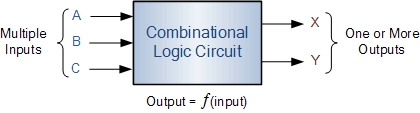 Multiple
Inputs
A
B
C
Combinational
Logic Circuit
X
Y
One or More
Outputs
Output = f(input)